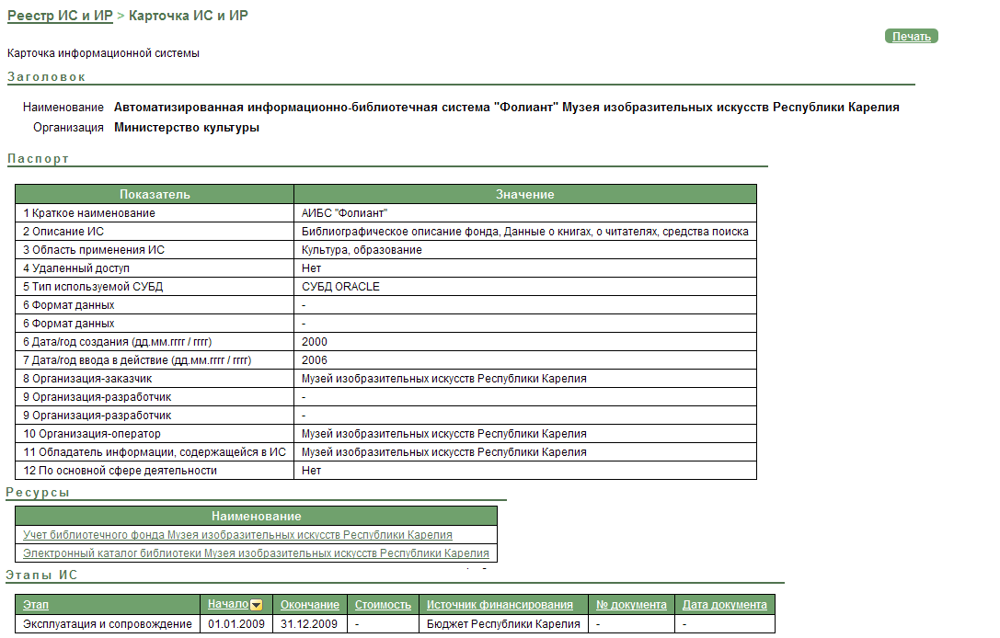 Реестр ИС и ИР > Карточка ИС и ИР
Печать
Карточка информационной системы
Заголовок
Наименование Автоматизированная информационно-библиотечная система "Фолиант" Музея изобразительных искусств Республики Карелия
Организация Министерство культуры
Паспорт
Показатель Значение
1 Краткое наименование АИБС "Фолиант"
2 Описание ИС Библиографическое описание фонда, Данные о книгах, о читателях, средства поиска
3 Область применения ИС Культура, образование
4 Удаленный доступ Нет
5 Тип используемой СУБД СУБД ORACLE
6 Формат данных -
6 Формат данных -
6 Дата/год создания (дд.мм.гггг / гггг) 2000
7 Дата/год ввода в действие (дд.мм.гггг / гггг) 2006
8 Организация-заказчик Музей изобразительных искусств Республики Карелия
9 Организация-разработчик -
9 Организация-разработчик -
10 Организация-оператор Музей изобразительных искусств Республики Карелия
11 Обладатель информации, содержащейся в ИС Музей изобразительных искусств Республики Карелия
12 По основной сфере деятельности Нет
Ресурсы
Наименование
Учет библиотечного фонда Музея изобразительных искусств Республики Карелия
Электронный каталог библиотеки Музея изобразительных искусств Республики Карелия
Этапы ИС
Этап Начало Окончание Стоимость Источник финансирования № документа Дата документа
Эксплуатация и сопровождение 01.01.2009 31.12.2009 - Бюджет Республики Карелия - -